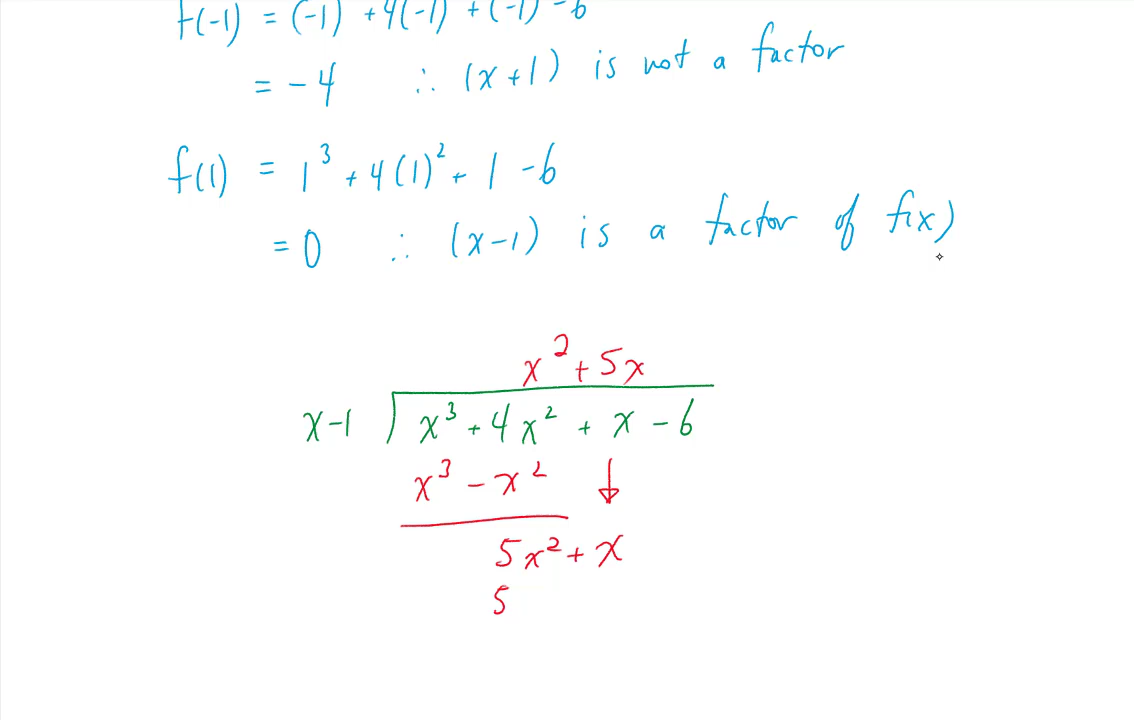 f(-1) = (-1) + 4(-1) + (-1) - 6
= -4 ∴ (x+1) is not a factor
f(1) = 1³ + 4(1)² + 1 - 6
= 0 ∴ (x-1) is a factor of f(x)
x² + 5x
x-1 ) x³ + 4x² + x - 6
x³ - x² ↓
5x² + x
5